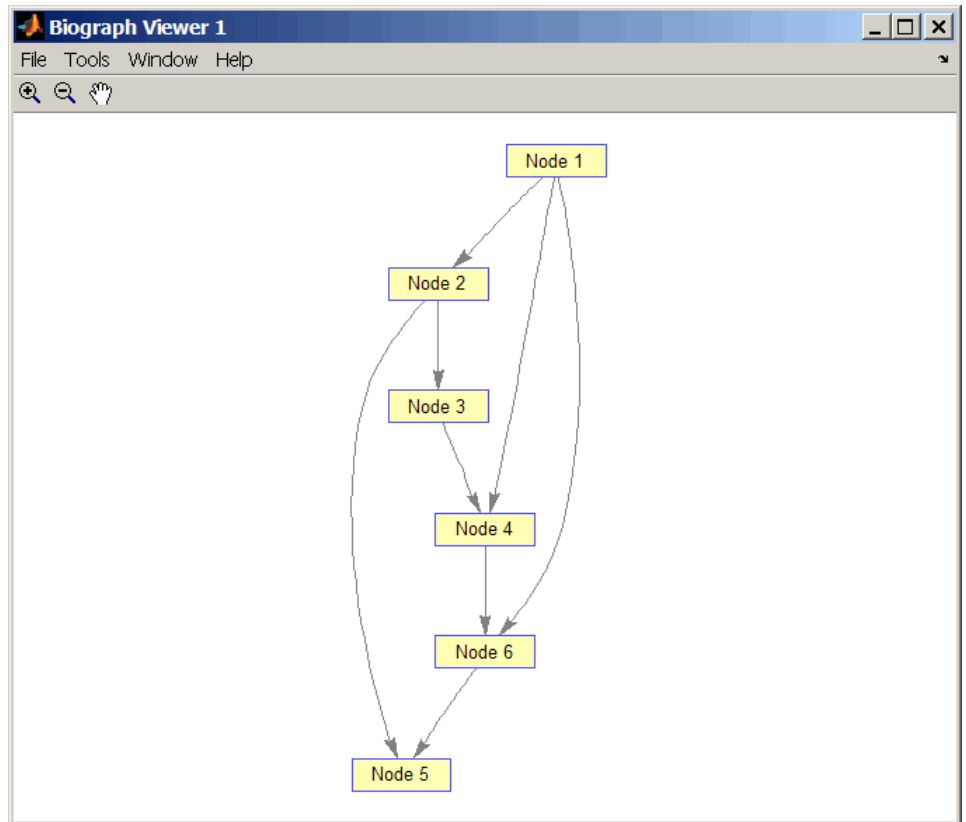 Biograph Viewer 1
File Tools Window Help
Node 1
Node 2
Node 3
Node 4
Node 6
Node 5